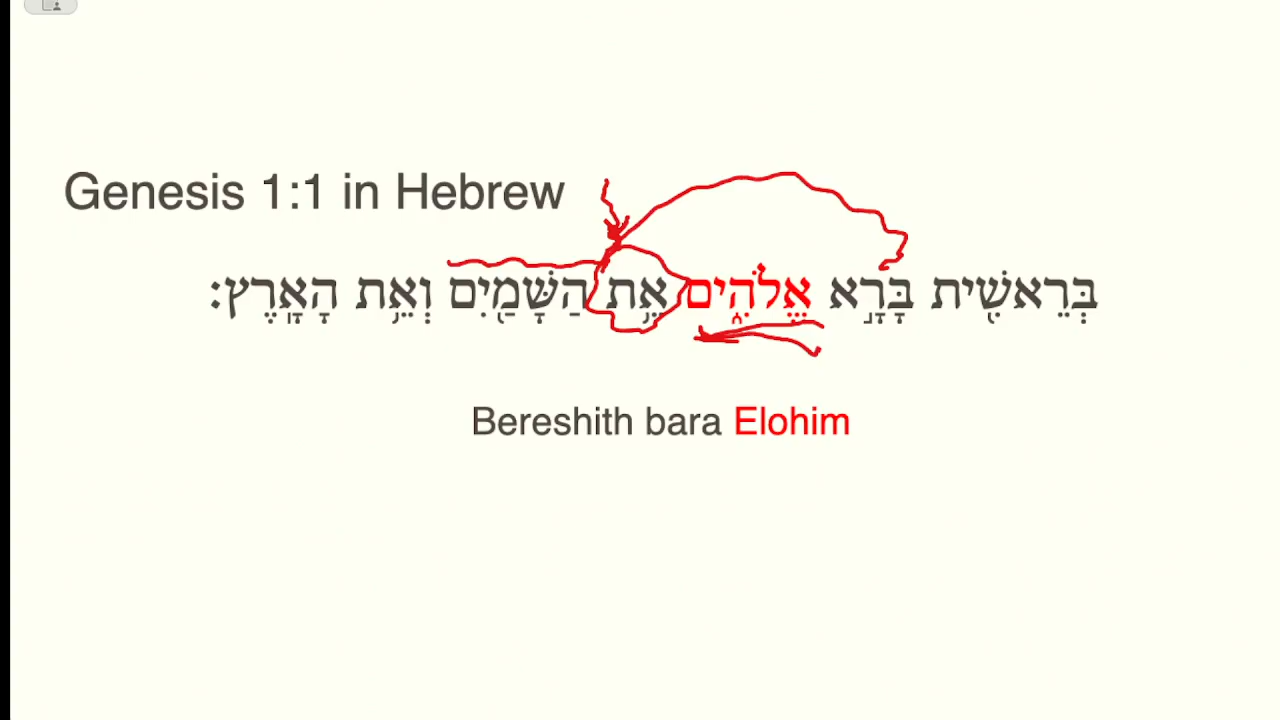 Genesis 1:1 in Hebrew
בְּרֵאשִׁ֖ית בָּרָ֣א אֱלֹהִ֑ים אֵ֥ת הַשָּׁמַ֖יִם וְאֵ֥ת הָאָֽרֶץ׃
Bereshith bara Elohim